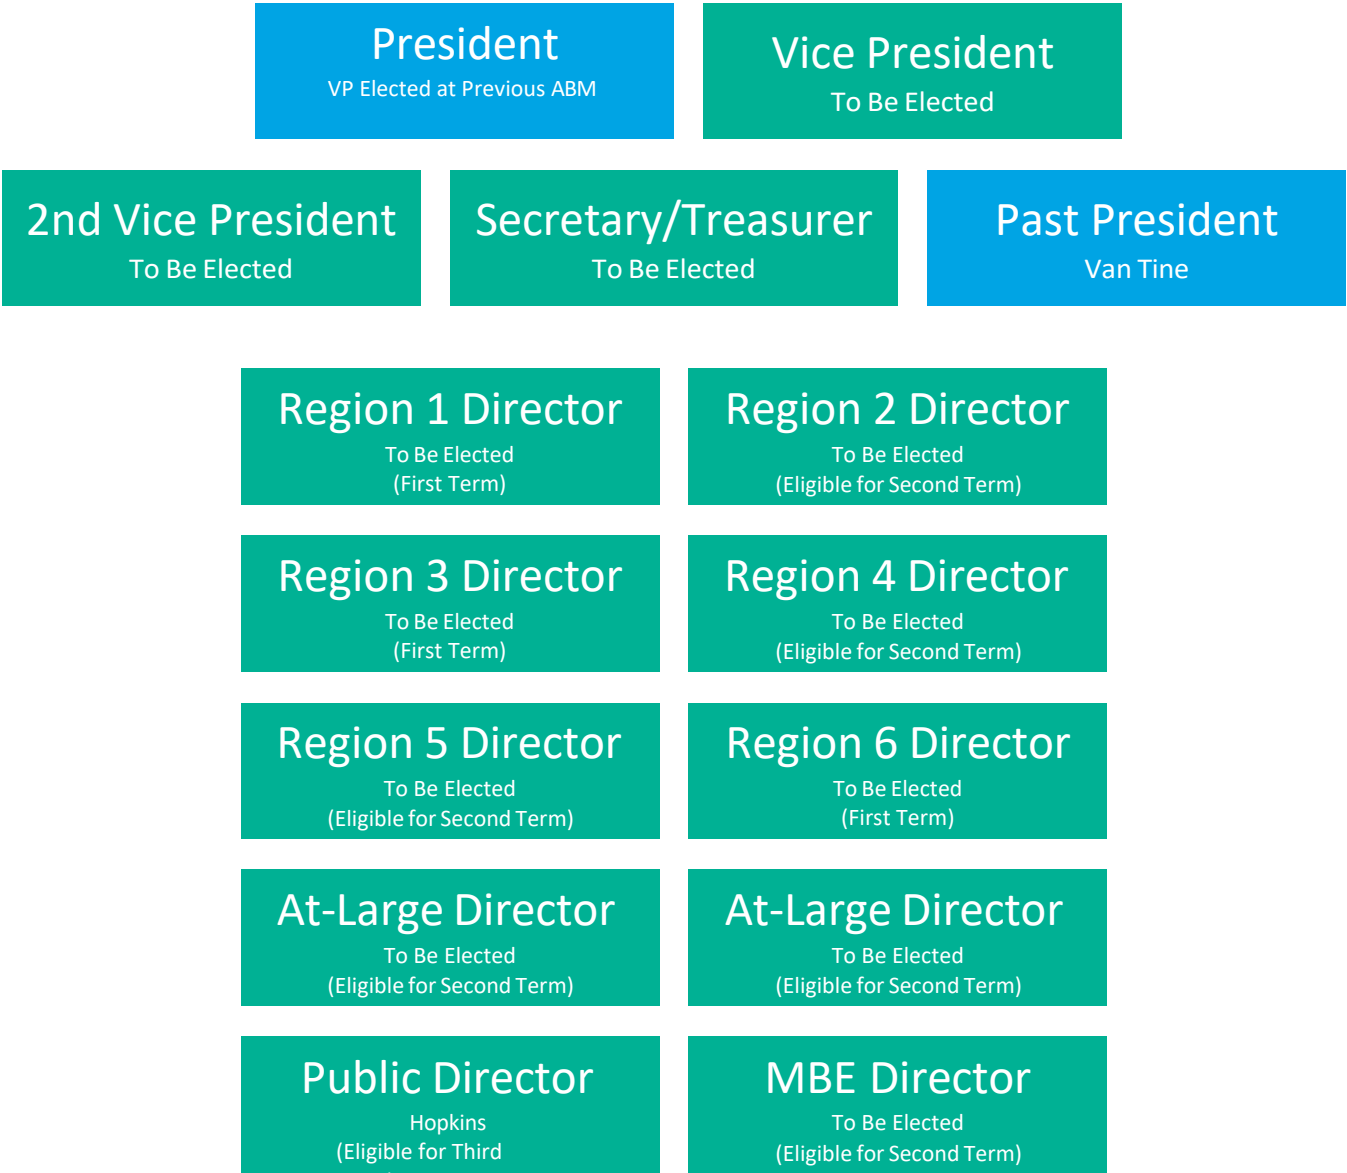 President
VP Elected at Previous ABM
Vice President
To Be Elected
2nd Vice President
To Be Elected
Secretary/Treasurer
To Be Elected
Past President
Van Tine
Region 1 Director
To Be Elected
(First Term)
Region 2 Director
To Be Elected
(Eligible for Second Term)
Region 3 Director
To Be Elected
(First Term)
Region 4 Director
To Be Elected
(Eligible for Second Term)
Region 5 Director
To Be Elected
(Eligible for Second Term)
Region 6 Director
To Be Elected
(First Term)
At-Large Director
To Be Elected
(Eligible for Second Term)
At-Large Director
To Be Elected
(Eligible for Second Term)
Public Director
Hopkins
(Eligible for Third
MBE Director
To Be Elected
(Eligible for Second Term)